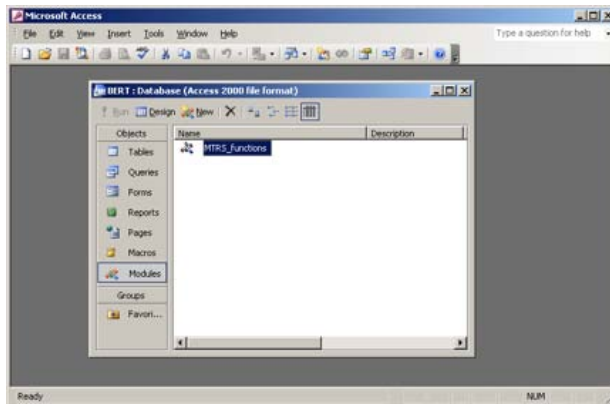 Microsoft Access
File Edit View Insert Tools Window Help
Type a question for help
BERT : Database (Access 2000 file format)
Run Design New
Objects
Name
Description
Tables
MTRS_functions
Queries
Forms
Reports
Pages
Macros
Modules
Groups
Favori...
Ready
NUM